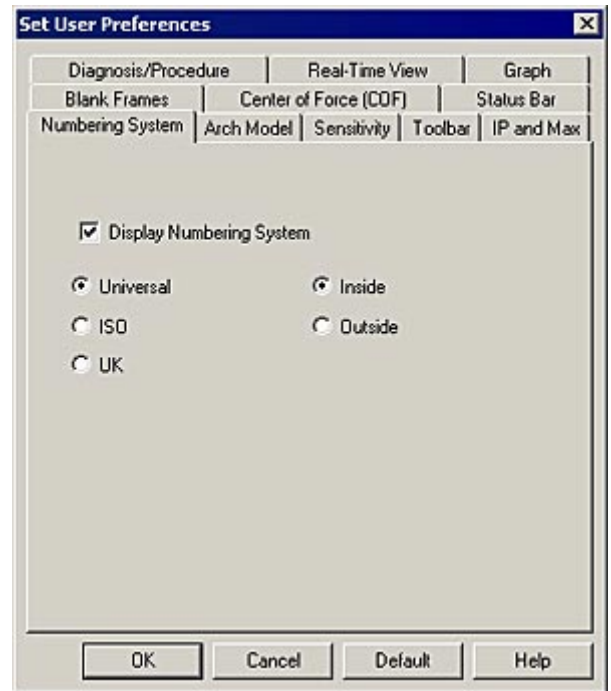 Set User Preferences
Diagnosis/Procedure Real-Time View Graph
Blank Frames Center of Force (COF) Status Bar
Numbering System Arch Model Sensitivity Toolbar IP and Max
Display Numbering System
Universal Inside
ISO Outside
UK
OK Cancel Default Help